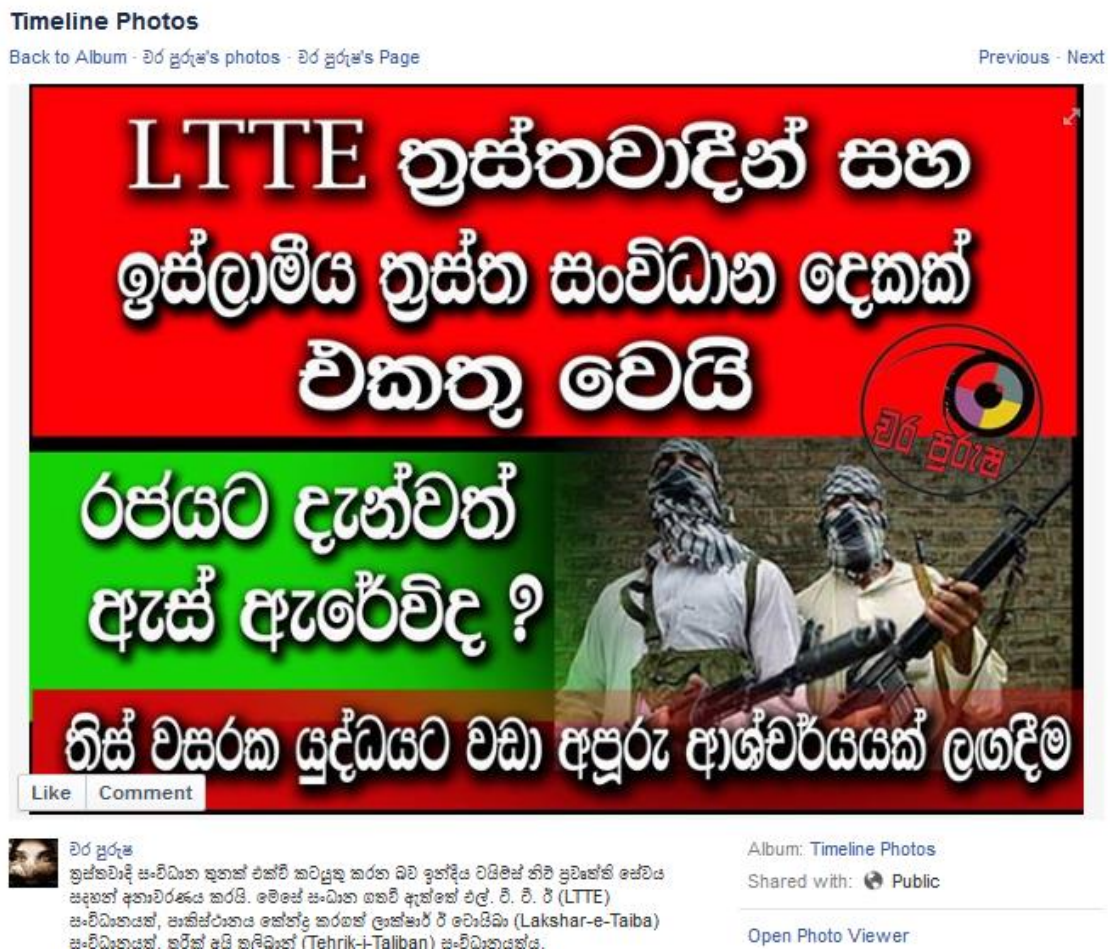 Timeline Photos
Back to Album · චර පුරුෂ's photos · චර පුරුෂ's Page
Previous · Next
LTTE ත්‍රස්තවාදීන් සහ
ඉස්ලාමීය ත්‍රස්ත සංවිධාන දෙකක්
එකතු වෙයි
චර පුරුෂ
රජයට දැන්වත්
ඇස් ඇරේවිද ?
තිස් වසරක යුද්ධයට වඩා අපූරු ආශ්චර්යයක් ලඟදීම
Like Comment
චර පුරුෂ
ත්‍රස්තවාදී සංවිධාන තුනක් එක්වී කටයුතු කරන බව ඉන්දීය ටයිම්ස් නිව් ප්‍රවෘත්ති සේවය
සඳහන් අනාවරණය කරයි. මෙසේ සංධාන ගතවී ඇත්තේ එල්. ටී. ටී. ඊ (LTTE)
සංවිධානයත්, පාකිස්ථානය කේන්ද්‍ර කරගත් ලාක්ෂාර් ඊ ටොයිබා (Lakshar-e-Taiba)
සංවිධානයත්, තරීක් අයි තලිබාන් (Tehrik-i-Taliban) සංවිධානයත්ය.
Album: Timeline Photos
Shared with: Public
Open Photo Viewer